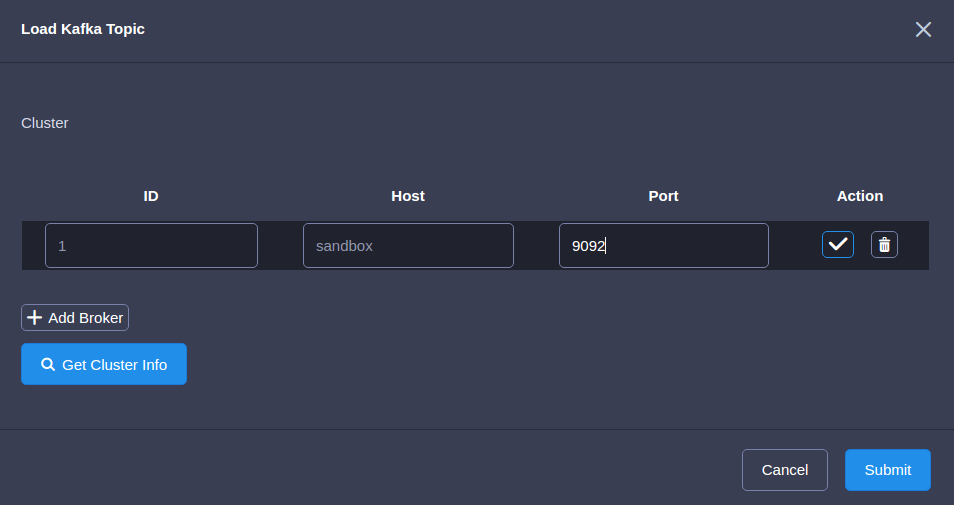 Load Kafka Topic
Cluster
ID Host Port Action
1 sandbox 9092
Add Broker
Get Cluster Info
Cancel Submit